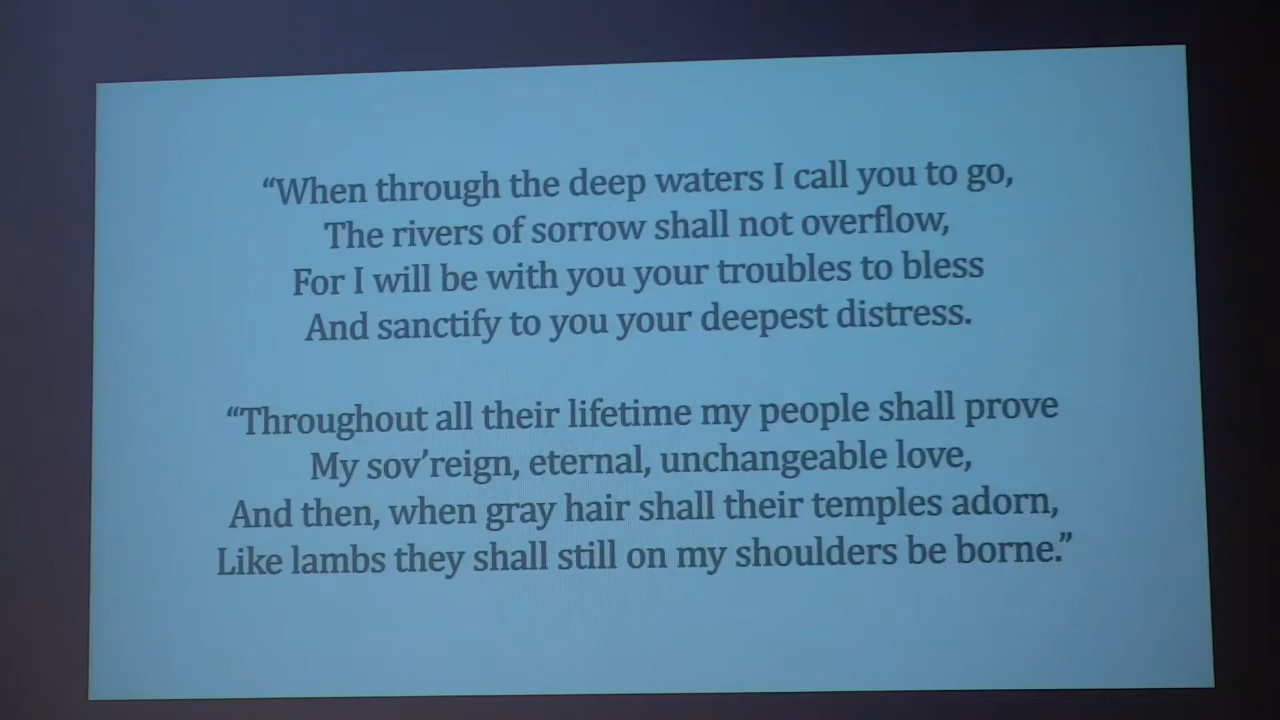 “When through the deep waters I call you to go,
The rivers of sorrow shall not overflow,
For I will be with you your troubles to bless
And sanctify to you your deepest distress.
“Throughout all their lifetime my people shall prove
My sov’reign, eternal, unchangeable love,
And then, when gray hair shall their temples adorn,
Like lambs they shall still on my shoulders be borne.”